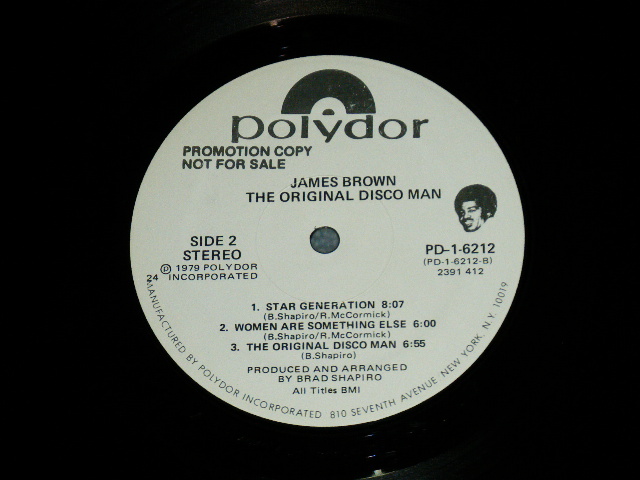 polydor
PROMOTION COPY
NOT FOR SALE
JAMES BROWN
THE ORIGINAL DISCO MAN
SIDE 2
STEREO
℗ 1979 POLYDOR
INCORPORATED
24
PD-1-6212
(PD-1-6212-B)
2391 412
1. STAR GENERATION 8:07
(B.Shapiro/R.McCormick)
2. WOMEN ARE SOMETHING ELSE 6:00
(B.Shapiro/R.McCormick)
3. THE ORIGINAL DISCO MAN 6:55
(B.Shapiro)
PRODUCED AND ARRANGED
BY BRAD SHAPIRO
All Titles BMI
MANUFACTURED BY POLYDOR INCORPORATED. 810 SEVENTH AVENUE, NEW YORK, N.Y. 10019